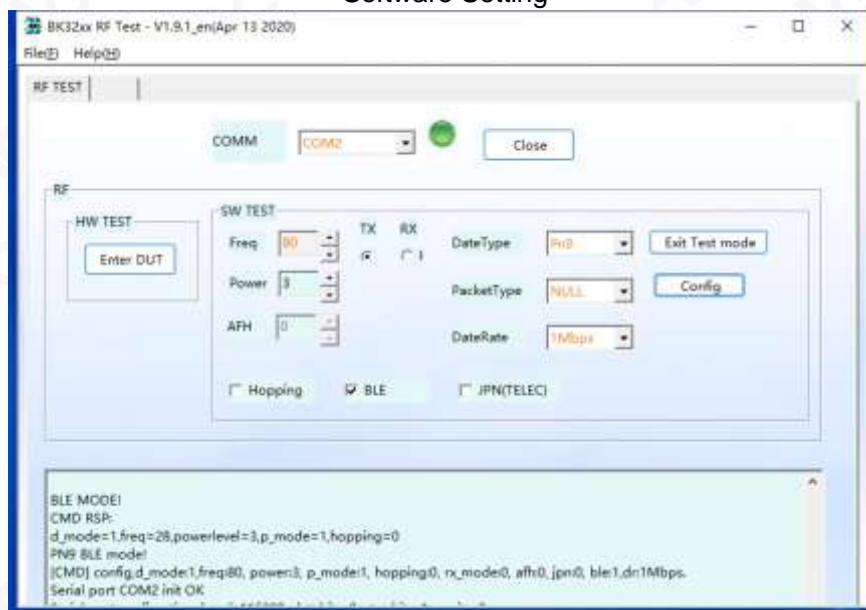 Software Setting
BK32xx RF Test - V1.9.1_en(Apr 13 2020)
File(F) Help(H)
RF TEST
COMM COM2 Close
RF
HW TEST
SW TEST
TX RX
Freq 80 DateType Pn9 Exit Test mode
Enter DUT
Power 3 PacketType NULL Config
AFH 0 DateRate 1Mbps
Hopping BLE JPN(TELEC)
BLE MODE!
CMD RSP:
d_mode=1,freq=28,powerlevel=3,p_mode=1,hopping=0
PN9 BLE mode!
[CMD] config,d_mode:1,freq:80, power:3, p_mode:1, hopping:0, rx_mode:0, afh:0, jpn:0, ble:1,dr:1Mbps.
Serial port COM2 init OK